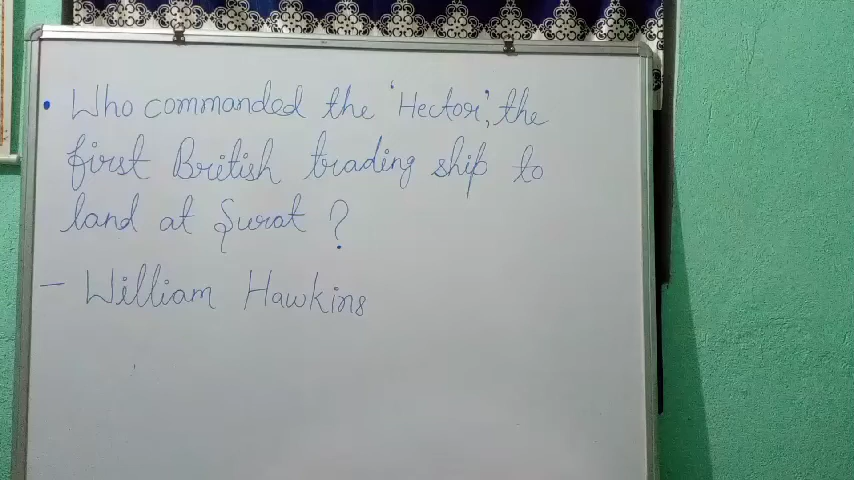 • Who commanded the 'Hector', the
first British trading ship to
land at Surat ?
- William Hawkins